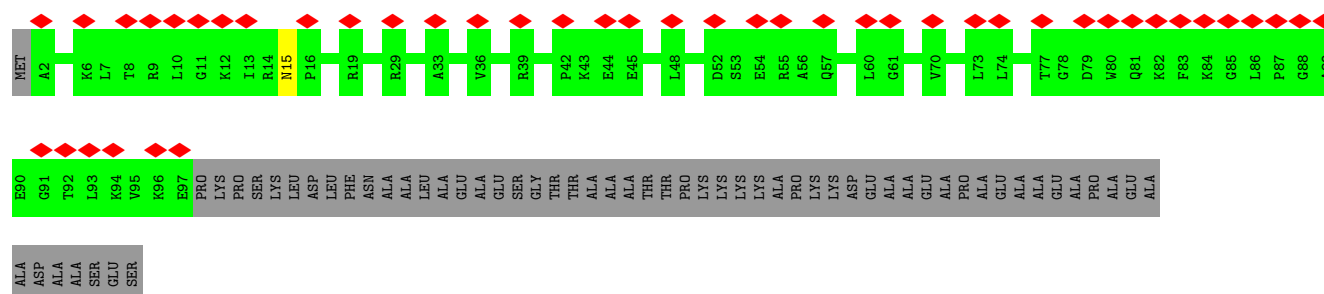 MET A2 K6 L7 T8 R9 L10 G11 K12 I13 R14 N15 P16 R19 R29 A33 V36 R39 P42 K43 E44 E45 L48 D52 S53 E54 R55 A56 Q57 L60 G61 V70 L73 L74 T77 G78 D79 W80 Q81 K82 F83 K84 G85 L86 P87 G88
E90 G91 T92 L93 K94 V95 K96 E97 PRO LYS PRO SER LYS LEU ASP LEU PHE ASN ALA ALA LEU ALA GLU ALA GLU SER GLY THR THR ALA ALA ALA THR THR PRO LYS LYS LYS LYS ALA PRO LYS LYS ASP GLU ALA ALA GLU ALA PRO ALA GLU ALA ALA GLU ALA PRO ALA GLU ALA
ALA ASP ALA ALA SER GLU SER